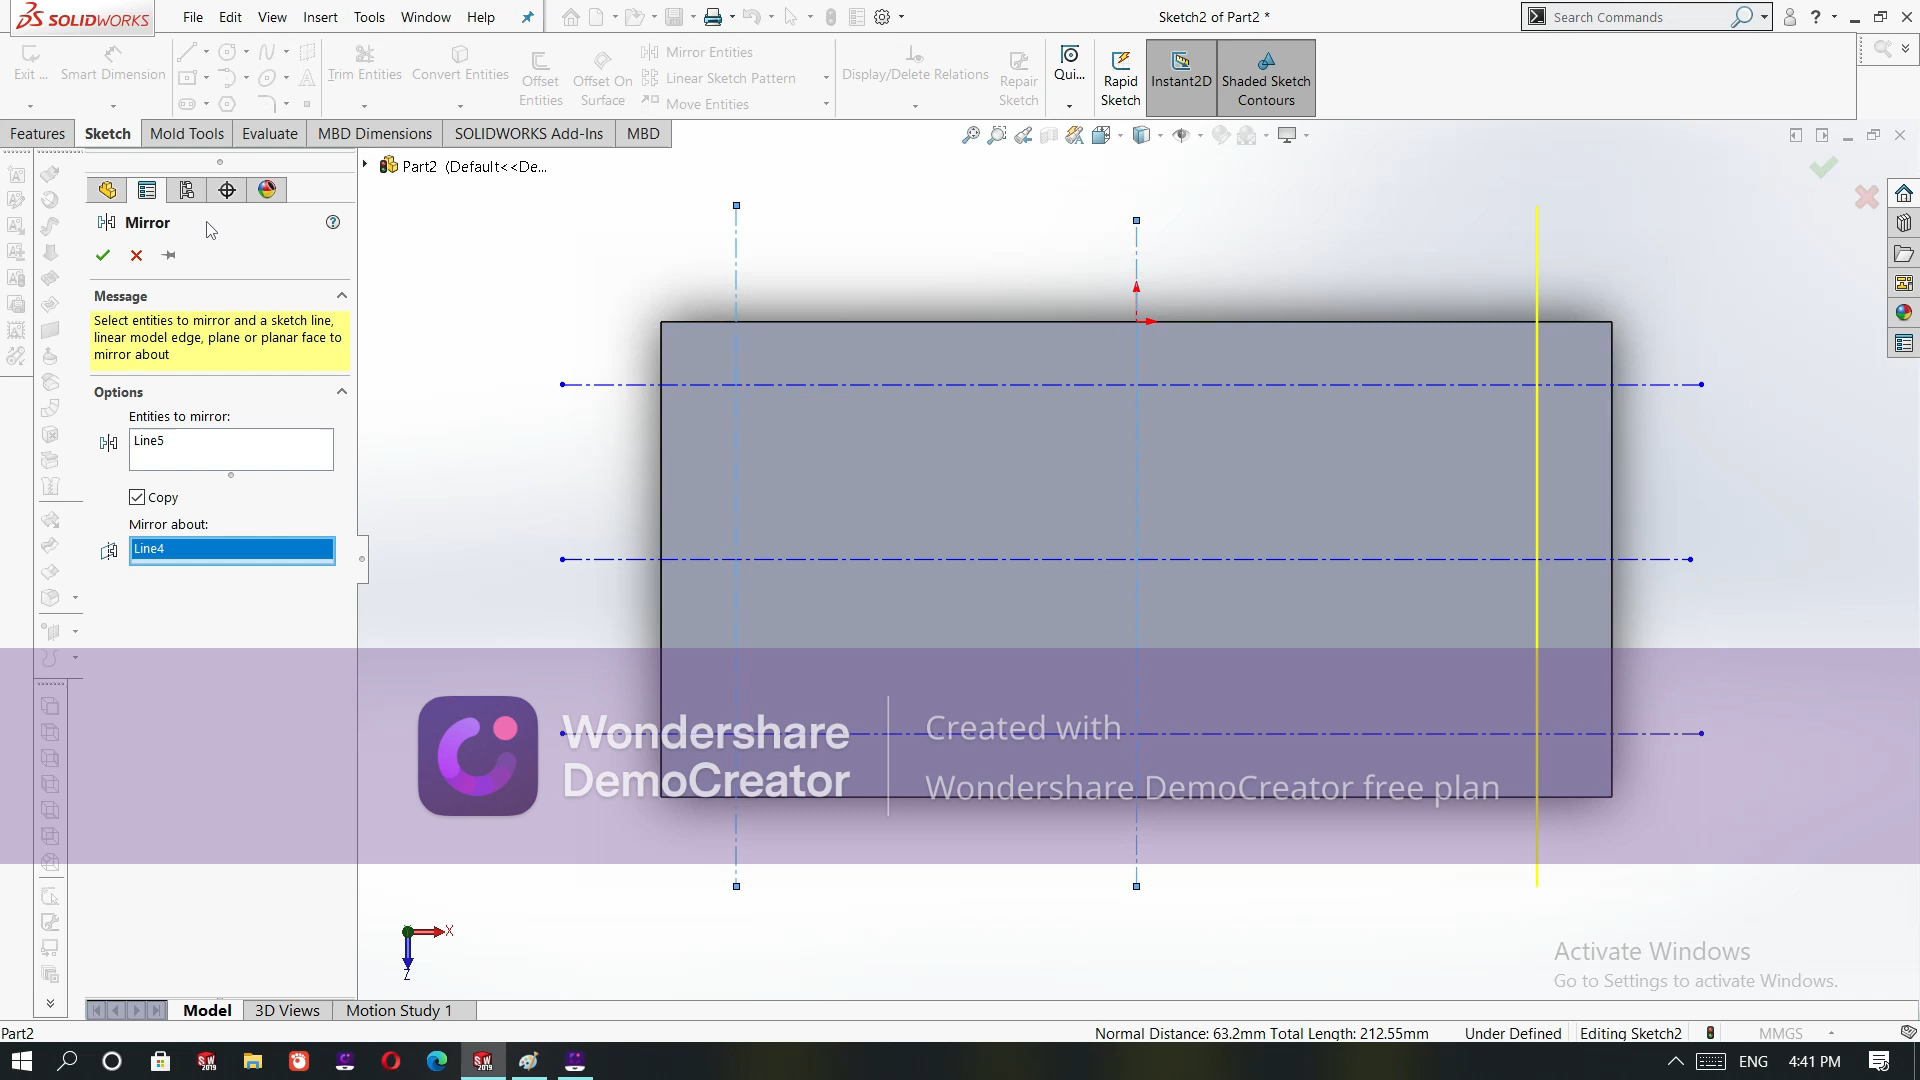 SOLIDWORKS File Edit View Insert Tools Window Help Sketch2 of Part2 * Search Commands
Exit ... Smart Dimension Trim Entities Convert Entities Offset Entities Offset On Surface Mirror Entities Linear Sketch Pattern Move Entities Display/Delete Relations Repair Sketch Qui... Rapid Sketch Instant2D Shaded Sketch Contours
Features Sketch Mold Tools Evaluate MBD Dimensions SOLIDWORKS Add-Ins MBD
Part2 (Default<<De...
Mirror
Message
Select entities to mirror and a sketch line,
linear model edge, plane or planar face to
mirror about
Options
Entities to mirror:
Line5
Copy
Mirror about:
Line4
Wondershare
DemoCreator
Created with
Wondershare DemoCreator free plan
X
Z
Activate Windows
Go to Settings to activate Windows.
Model 3D Views Motion Study 1
Part2 Normal Distance: 63.2mm Total Length: 212.55mm Under Defined Editing Sketch2 MMGS
ENG 4:41 PM